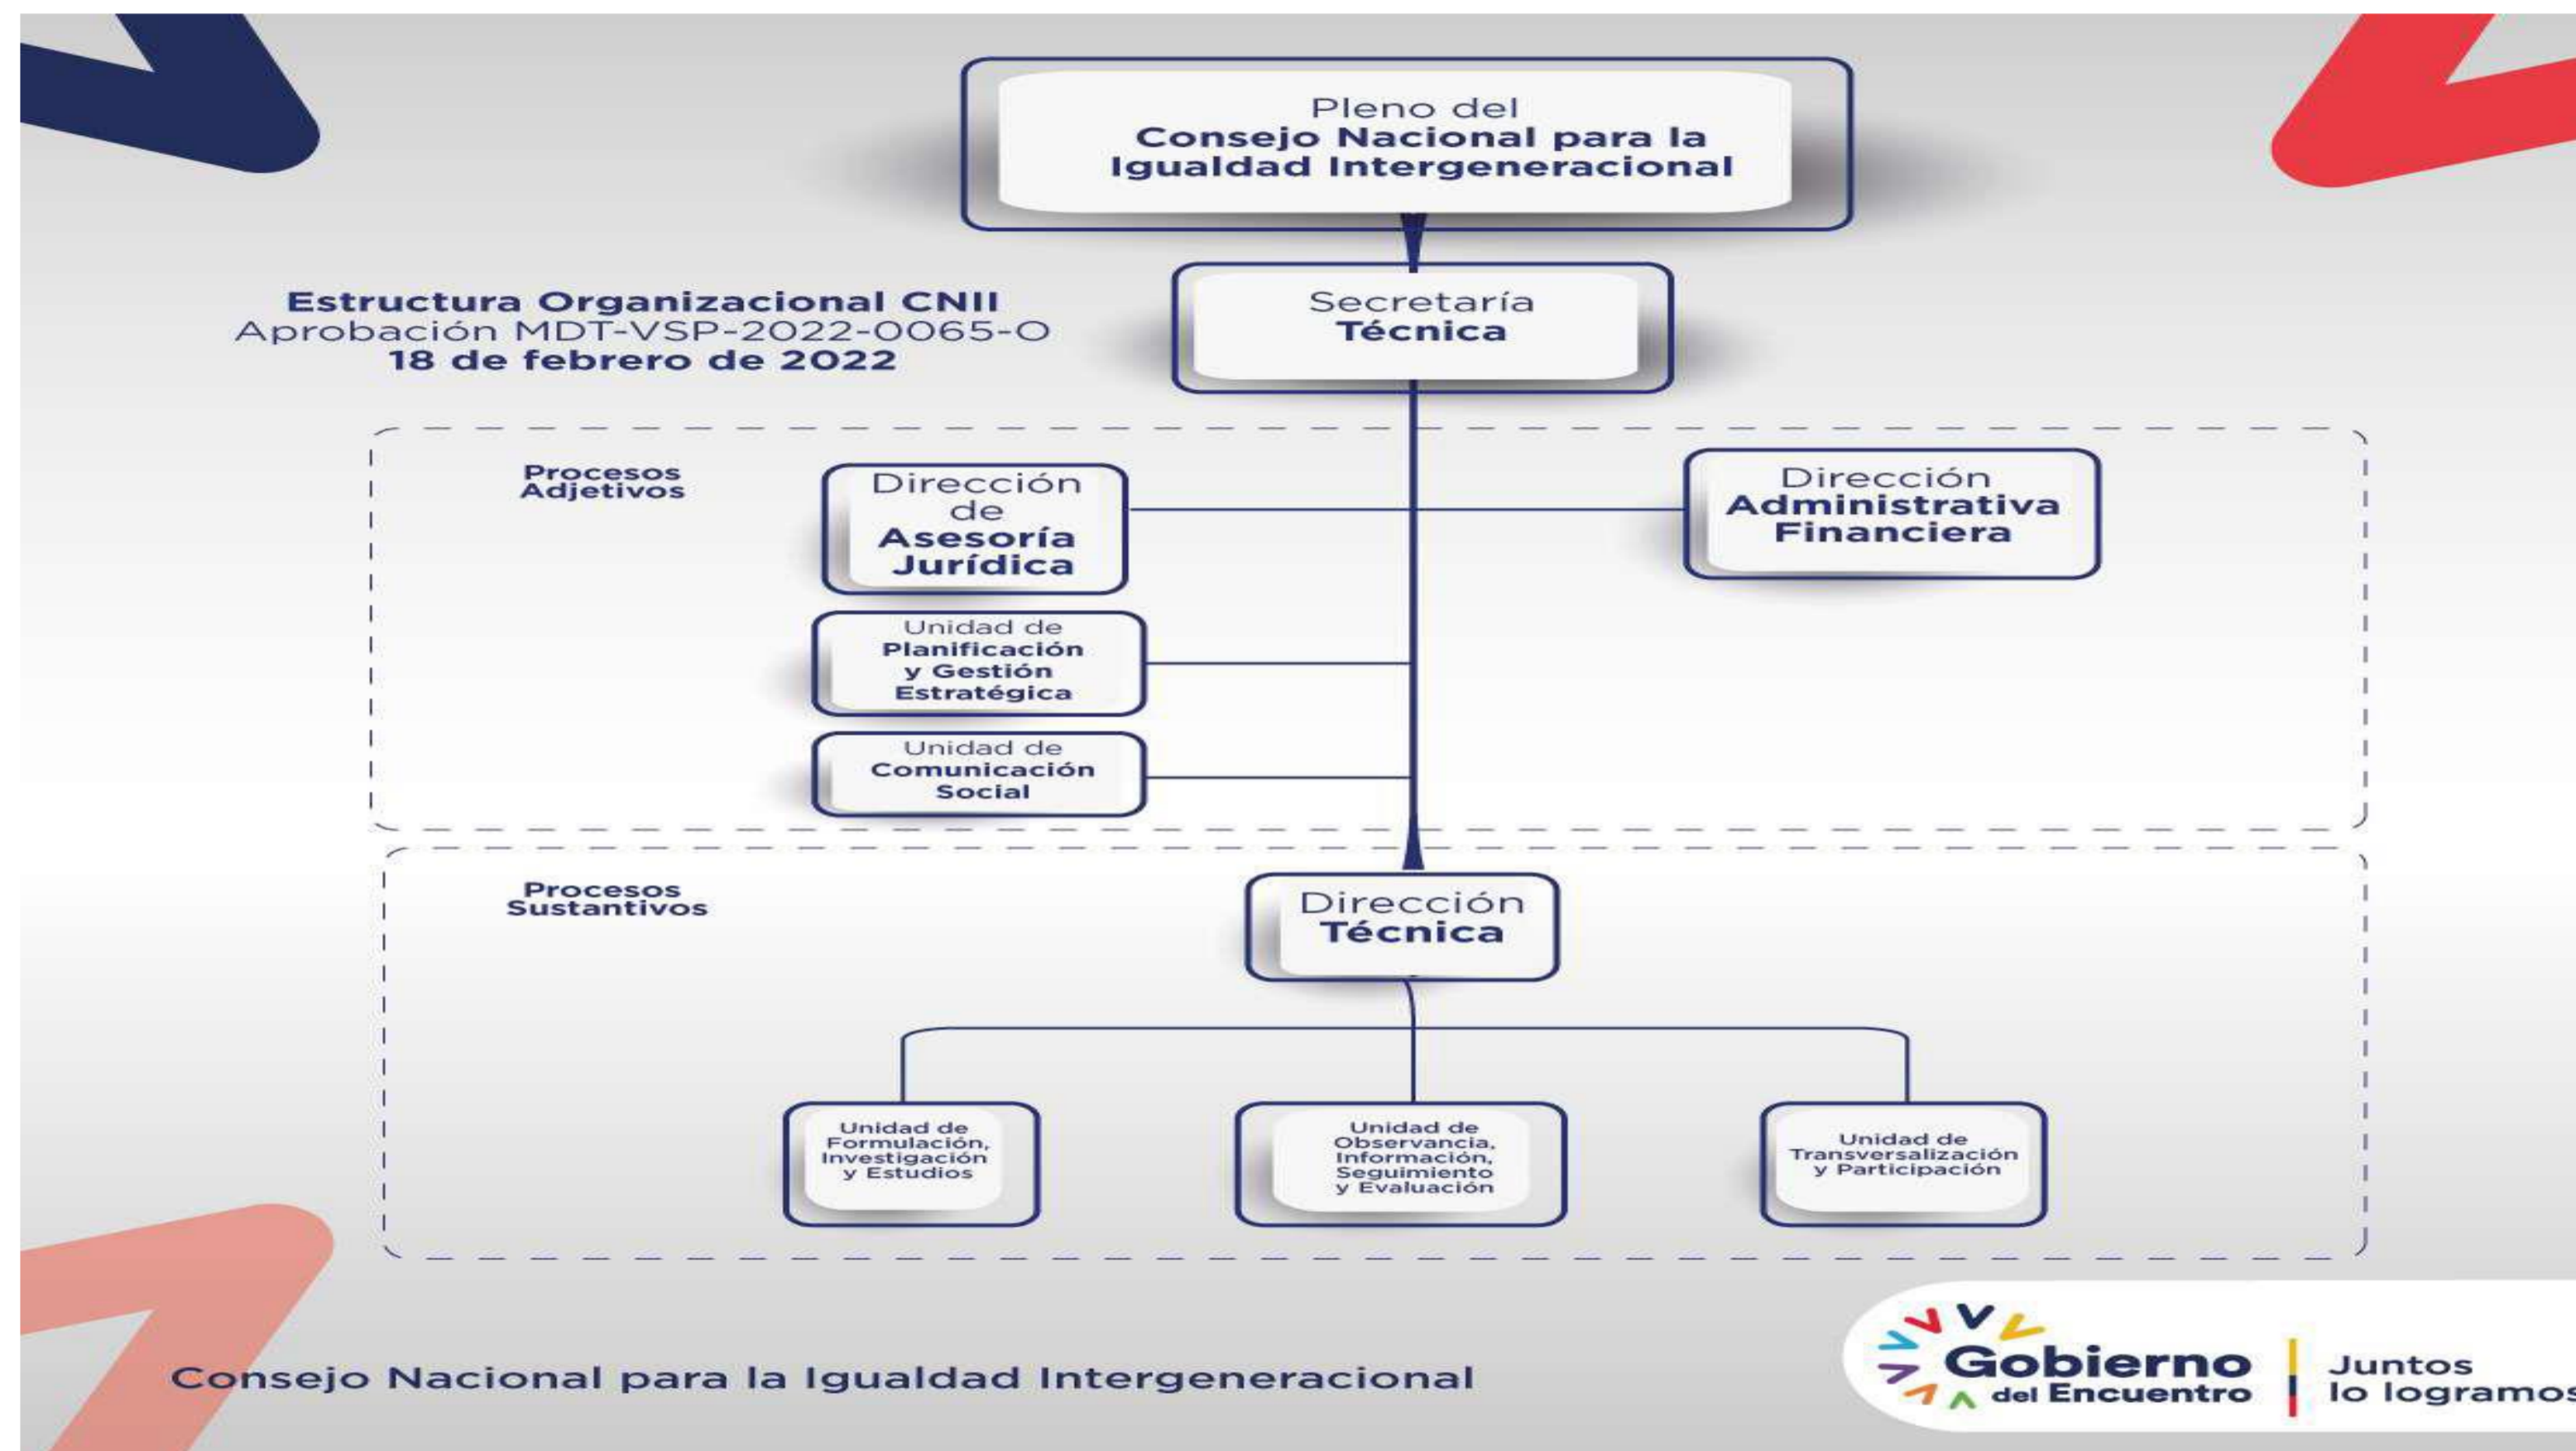 Pleno del
Consejo Nacional para la
Igualdad Intergeneracional
Estructura Organizacional CNII
Aprobación MDT-VSP-2022-0065-O
18 de febrero de 2022
Secretaría
Técnica
Procesos
Adjetivos
Dirección
de
Asesoría
Jurídica
Dirección
Administrativa
Financiera
Unidad de
Planificación
y Gestión
Estratégica
Unidad de
Comunicación
Social
Procesos
Sustantivos
Dirección
Técnica
Unidad de
Formulación,
Investigación
y Estudios
Unidad de
Observancia,
Información,
Seguimiento
y Evaluación
Unidad de
Transversalización
y Participación
Consejo Nacional para la Igualdad Intergeneracional
Gobierno
del Encuentro
Juntos
lo logramos